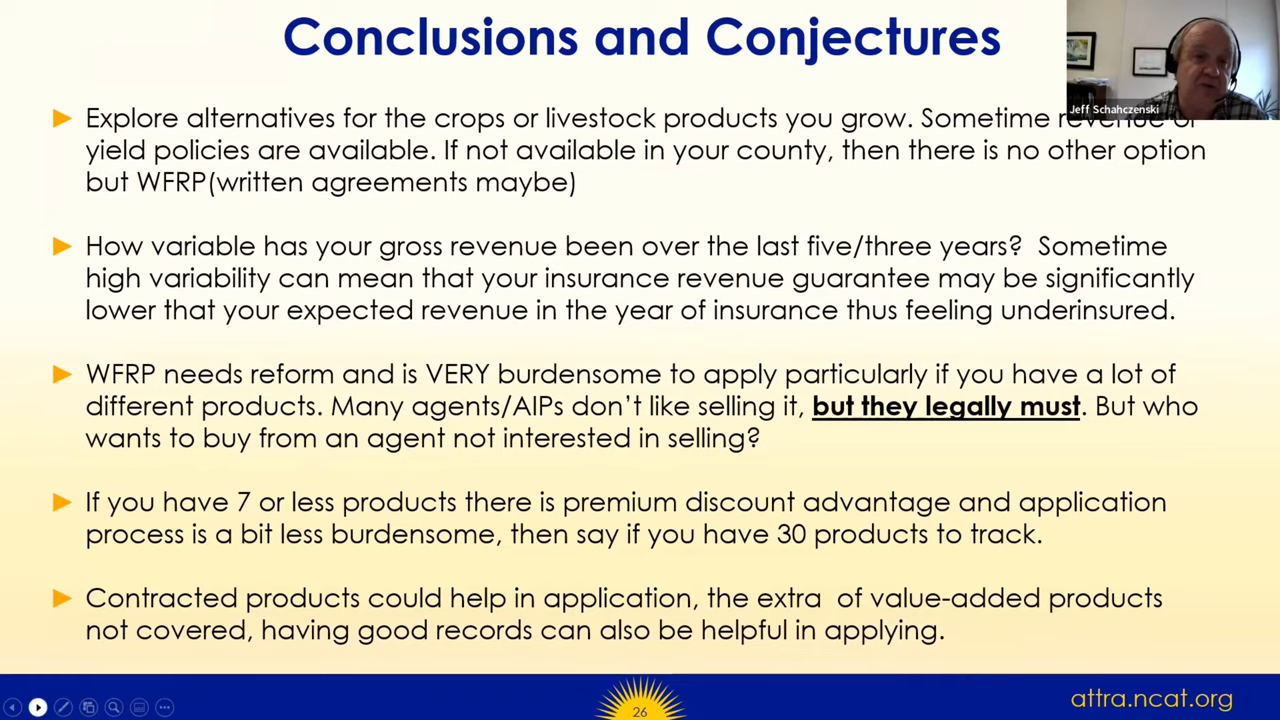 Conclusions and Conjectures
Jeff Schahczenski
Explore alternatives for the crops or livestock products you grow. Sometime revenue or
yield policies are available. If not available in your county, then there is no other option
but WFRP(written agreements maybe)
How variable has your gross revenue been over the last five/three years?  Sometime
high variability can mean that your insurance revenue guarantee may be significantly
lower that your expected revenue in the year of insurance thus feeling underinsured.
WFRP needs reform and is VERY burdensome to apply particularly if you have a lot of
different products. Many agents/AIPs don't like selling it, but they legally must. But who
wants to buy from an agent not interested in selling?
If you have 7 or less products there is premium discount advantage and application
process is a bit less burdensome, then say if you have 30 products to track.
Contracted products could help in application, the extra  of value-added products
not covered, having good records can also be helpful in applying.
26
attra.ncat.org